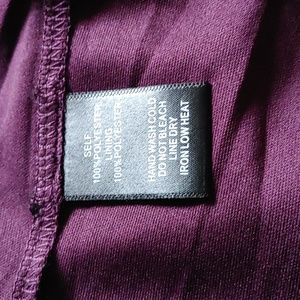 SELF
100% POLYESTER
LINING
100% POLYESTER
HAND WASH COLD
DO NOT BLEACH
LINE DRY
IRON LOW HEAT